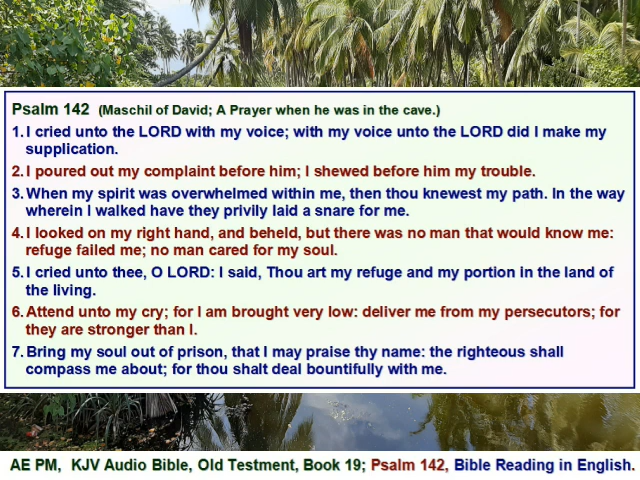 Psalm 142 (Maschil of David; A Prayer when he was in the cave.)
1. I cried unto the LORD with my voice; with my voice unto the LORD did I make my
supplication.
2. I poured out my complaint before him; I shewed before him my trouble.
3. When my spirit was overwhelmed within me, then thou knewest my path. In the way
wherein I walked have they privily laid a snare for me.
4. I looked on my right hand, and beheld, but there was no man that would know me:
refuge failed me; no man cared for my soul.
5. I cried unto thee, O LORD: I said, Thou art my refuge and my portion in the land of
the living.
6. Attend unto my cry; for I am brought very low: deliver me from my persecutors; for
they are stronger than I.
7. Bring my soul out of prison, that I may praise thy name: the righteous shall
compass me about; for thou shalt deal bountifully with me.
AE PM, KJV Audio Bible, Old Testment, Book 19; Psalm 142, Bible Reading in English.